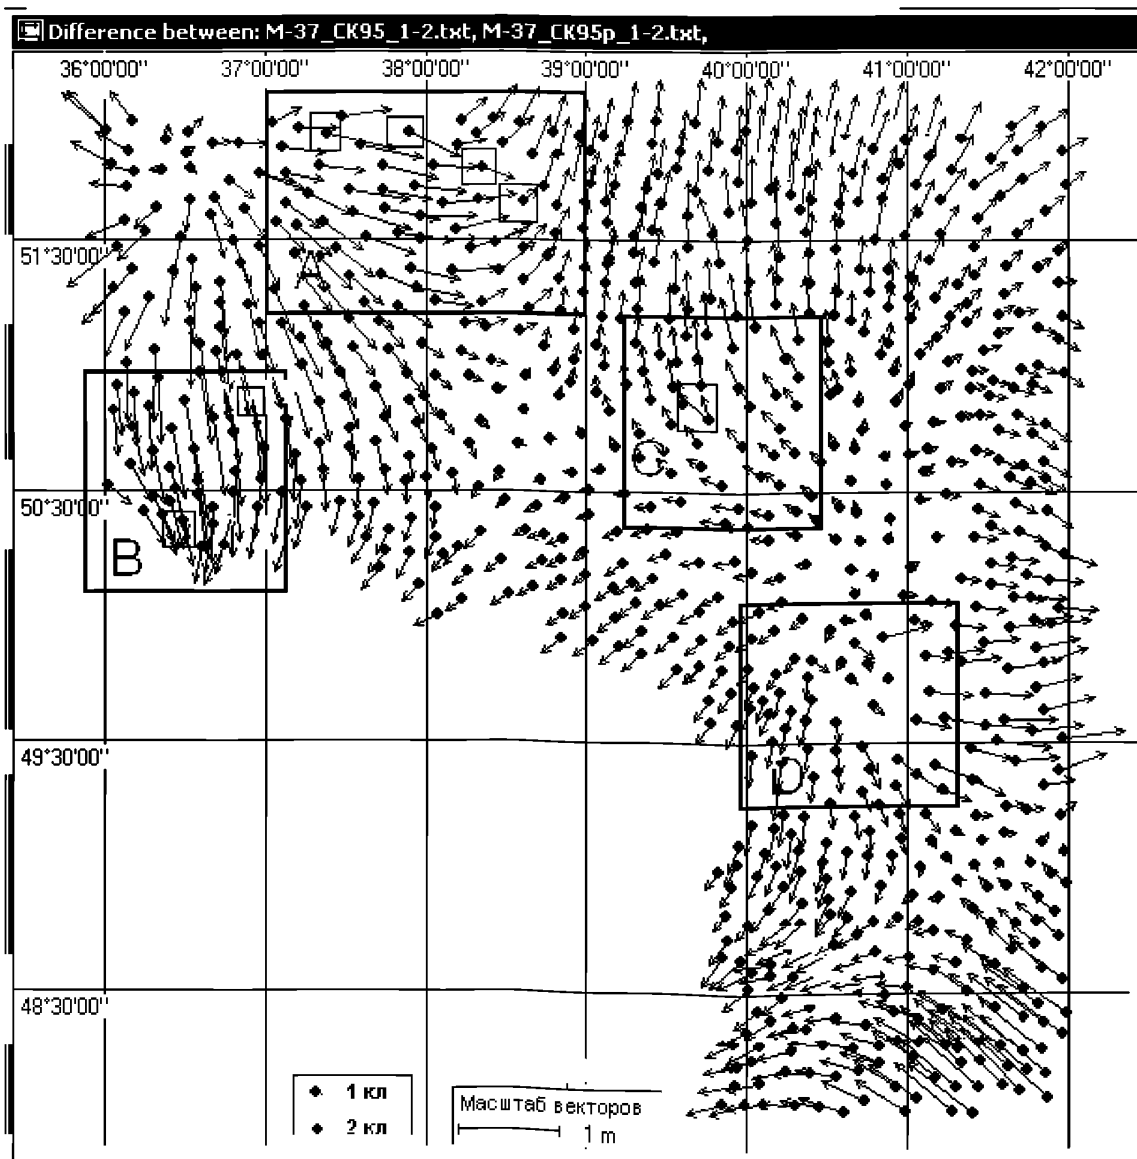 Difference between: M-37_CK95_1-2.txt, M-37_CK95p_1-2.txt,
36°00'00" 37°00'00" 38°00'00" 39°00'00" 40°00'00" 41°00'00" 42°00'00"
51°30'00"
A
C
50°30'00"
B
49°30'00"
D
48°30'00"
1 кл
2 кл
Масштаб векторов
1 m